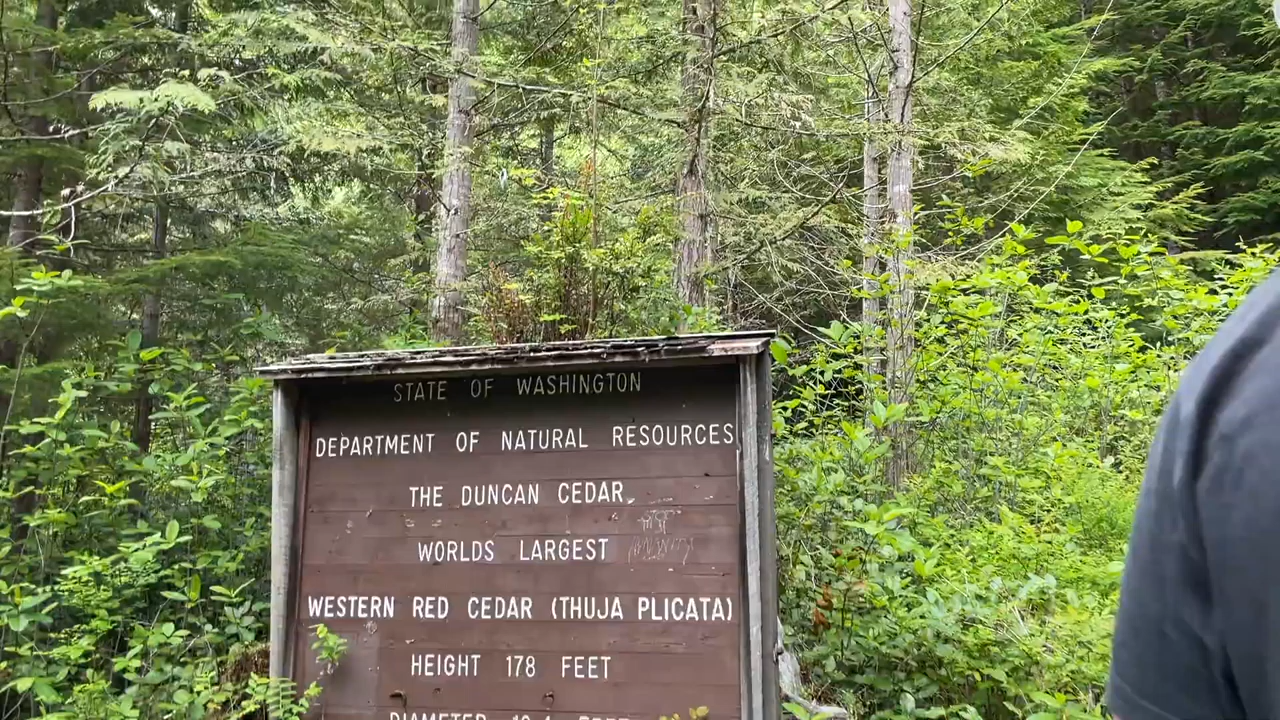 STATE OF WASHINGTON
DEPARTMENT OF NATURAL RESOURCES
THE DUNCAN CEDAR
WORLDS LARGEST
WESTERN RED CEDAR (THUJA PLICATA)
HEIGHT 178 FEET
DIAMETER